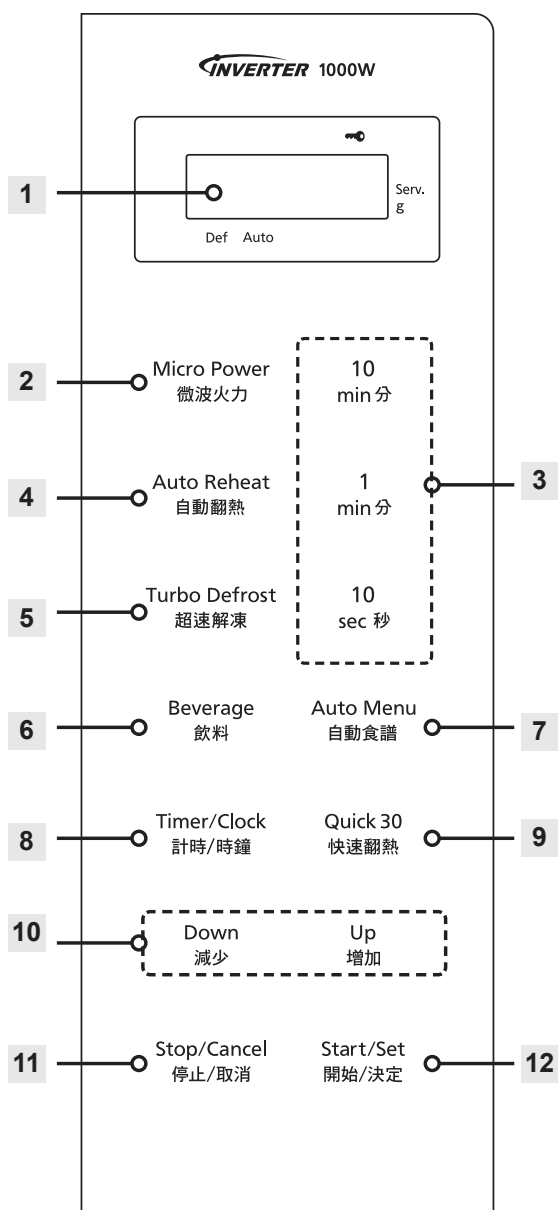 INVERTER 1000W
1
Serv.
g
Def Auto
2
Micro Power
微波火力
10
min 分
3
4
Auto Reheat
自動翻熱
1
min 分
5
Turbo Defrost
超速解凍
10
sec 秒
6
Beverage
飲料
Auto Menu
自動食譜
7
8
Timer/Clock
計時/時鐘
Quick 30
快速翻熱
9
10
Down
減少
Up
增加
11
Stop/Cancel
停止/取消
Start/Set
開始/決定
12